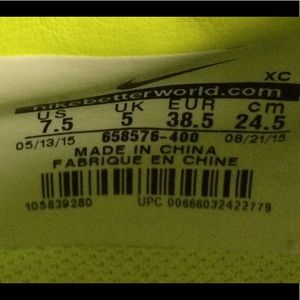 XC
nikebetterworld.com
US UK EUR cm
7.5 5 38.5 24.5
05/13/15 658576-400 08/21/15
MADE IN CHINA
FABRIQUE EN CHINE
105839280 UPC 00666032422779